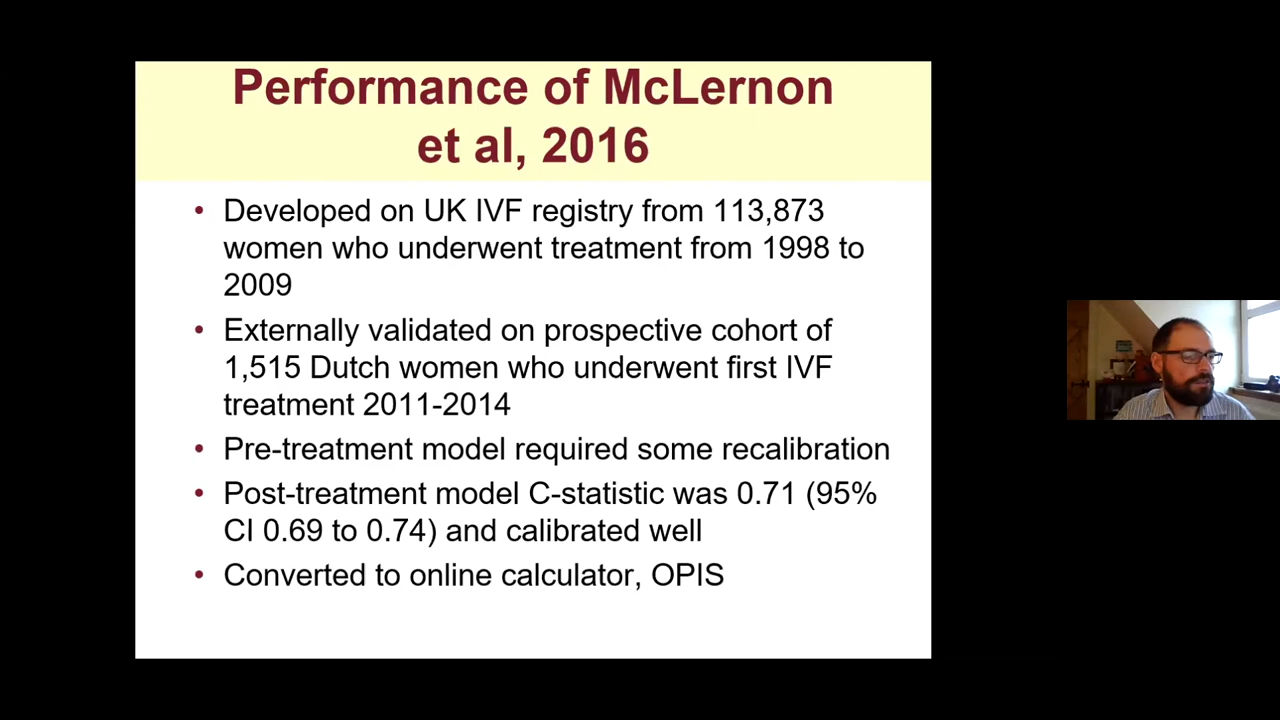 Performance of McLernon
et al, 2016
• Developed on UK IVF registry from 113,873
women who underwent treatment from 1998 to
2009
• Externally validated on prospective cohort of
1,515 Dutch women who underwent first IVF
treatment 2011-2014
• Pre-treatment model required some recalibration
• Post-treatment model C-statistic was 0.71 (95%
CI 0.69 to 0.74) and calibrated well
• Converted to online calculator, OPIS